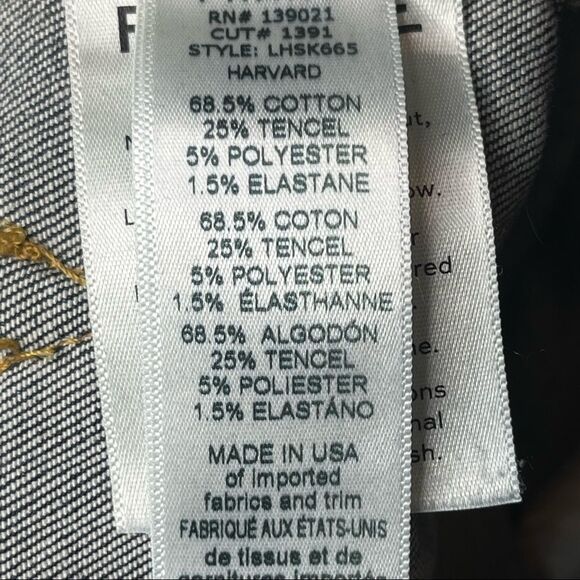 RN# 139021
CUT# 1391
STYLE: LHSK665
HARVARD
68.5% COTTON
25% TENCEL
5% POLYESTER
1.5% ELASTANE
68.5% COTON
25% TENCEL
5% POLYESTER
1.5% ÉLASTHANNE
68.5% ALGODÓN
25% TENCEL
5% POLIESTER
1.5% ELASTÁNO
MADE IN USA
of imported
fabrics and trim
FABRIQUÉ AUX ÉTATS-UNIS
de tissus et de
garnitures importé